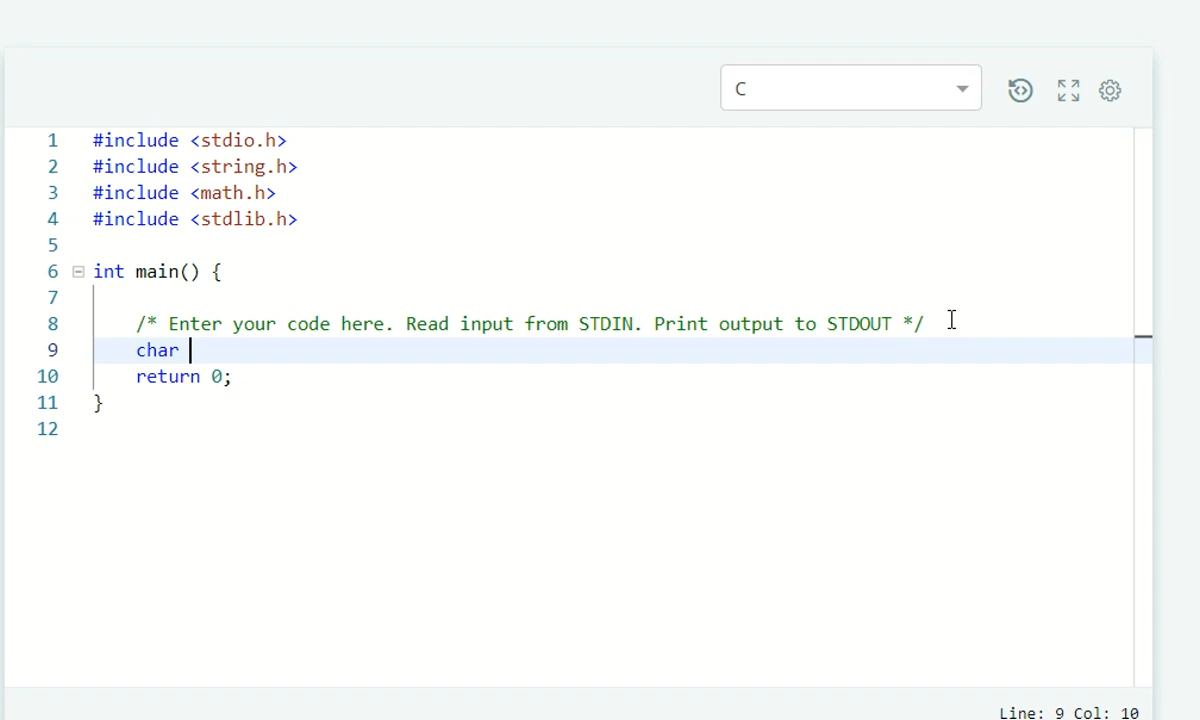 C
1 #include <stdio.h>
2 #include <string.h>
3 #include <math.h>
4 #include <stdlib.h>
5
6 int main() {
7
8 /* Enter your code here. Read input from STDIN. Print output to STDOUT */
9 char
10 return 0;
11 }
12
Line: 9 Col: 10